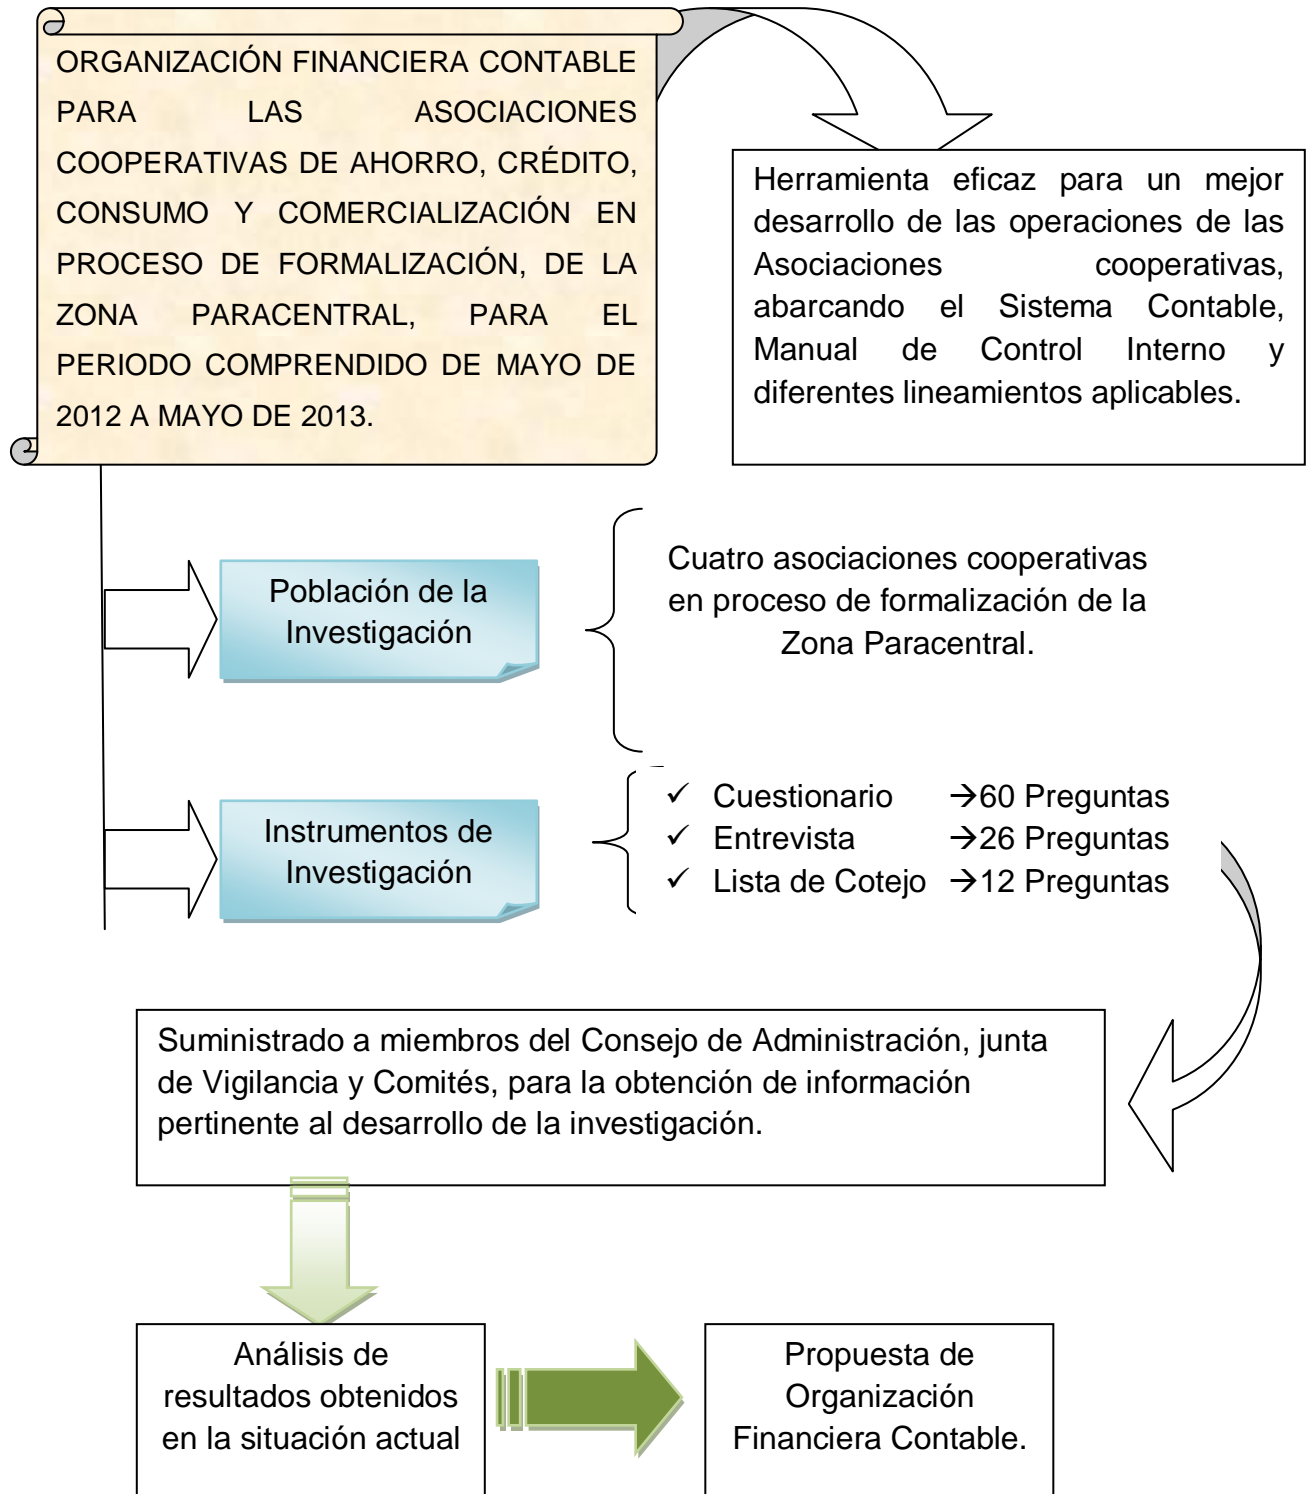 ORGANIZACIÓN FINANCIERA CONTABLE
PARA LAS ASOCIACIONES
COOPERATIVAS DE AHORRO, CRÉDITO,
CONSUMO Y COMERCIALIZACIÓN EN
PROCESO DE FORMALIZACIÓN, DE LA
ZONA PARACENTRAL, PARA EL
PERIODO COMPRENDIDO DE MAYO DE
2012 A MAYO DE 2013.
Herramienta eficaz para un mejor
desarrollo de las operaciones de las
Asociaciones cooperativas,
abarcando el Sistema Contable,
Manual de Control Interno y
diferentes lineamientos aplicables.
Población de la
Investigación
Cuatro asociaciones cooperativas
en proceso de formalización de la
Zona Paracentral.
Instrumentos de
Investigación
✓ Cuestionario →60 Preguntas
✓ Entrevista →26 Preguntas
✓ Lista de Cotejo →12 Preguntas
Suministrado a miembros del Consejo de Administración, junta
de Vigilancia y Comités, para la obtención de información
pertinente al desarrollo de la investigación.
Análisis de
resultados obtenidos
en la situación actual
Propuesta de
Organización
Financiera Contable.